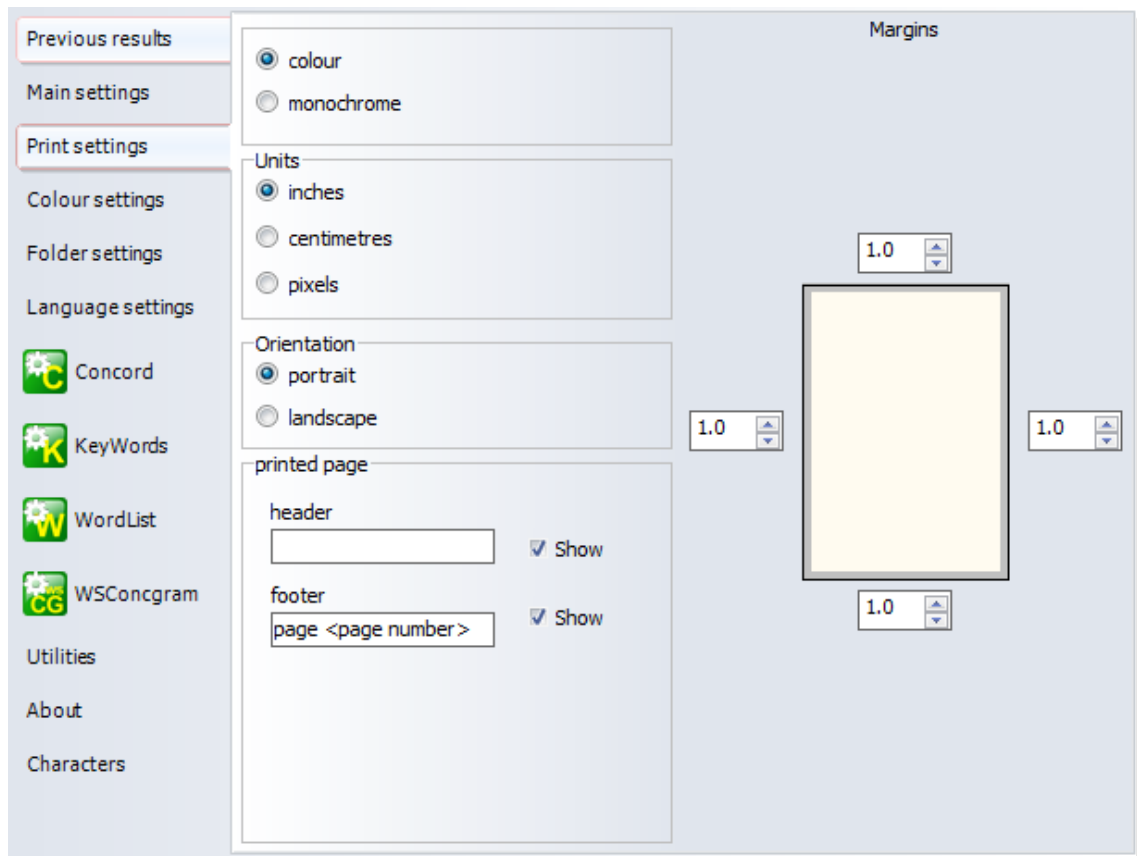 Previous results
Main settings
Print settings
Colour settings
Folder settings
Language settings
Concord
KeyWords
WordList
WSConcgram
Utilities
About
Characters
colour
monochrome
Units
inches
centimetres
pixels
Orientation
portrait
landscape
printed page
header
Show
footer
page <page number>
Show
Margins
1.0
1.0
1.0
1.0
C
K
W
WS
CG